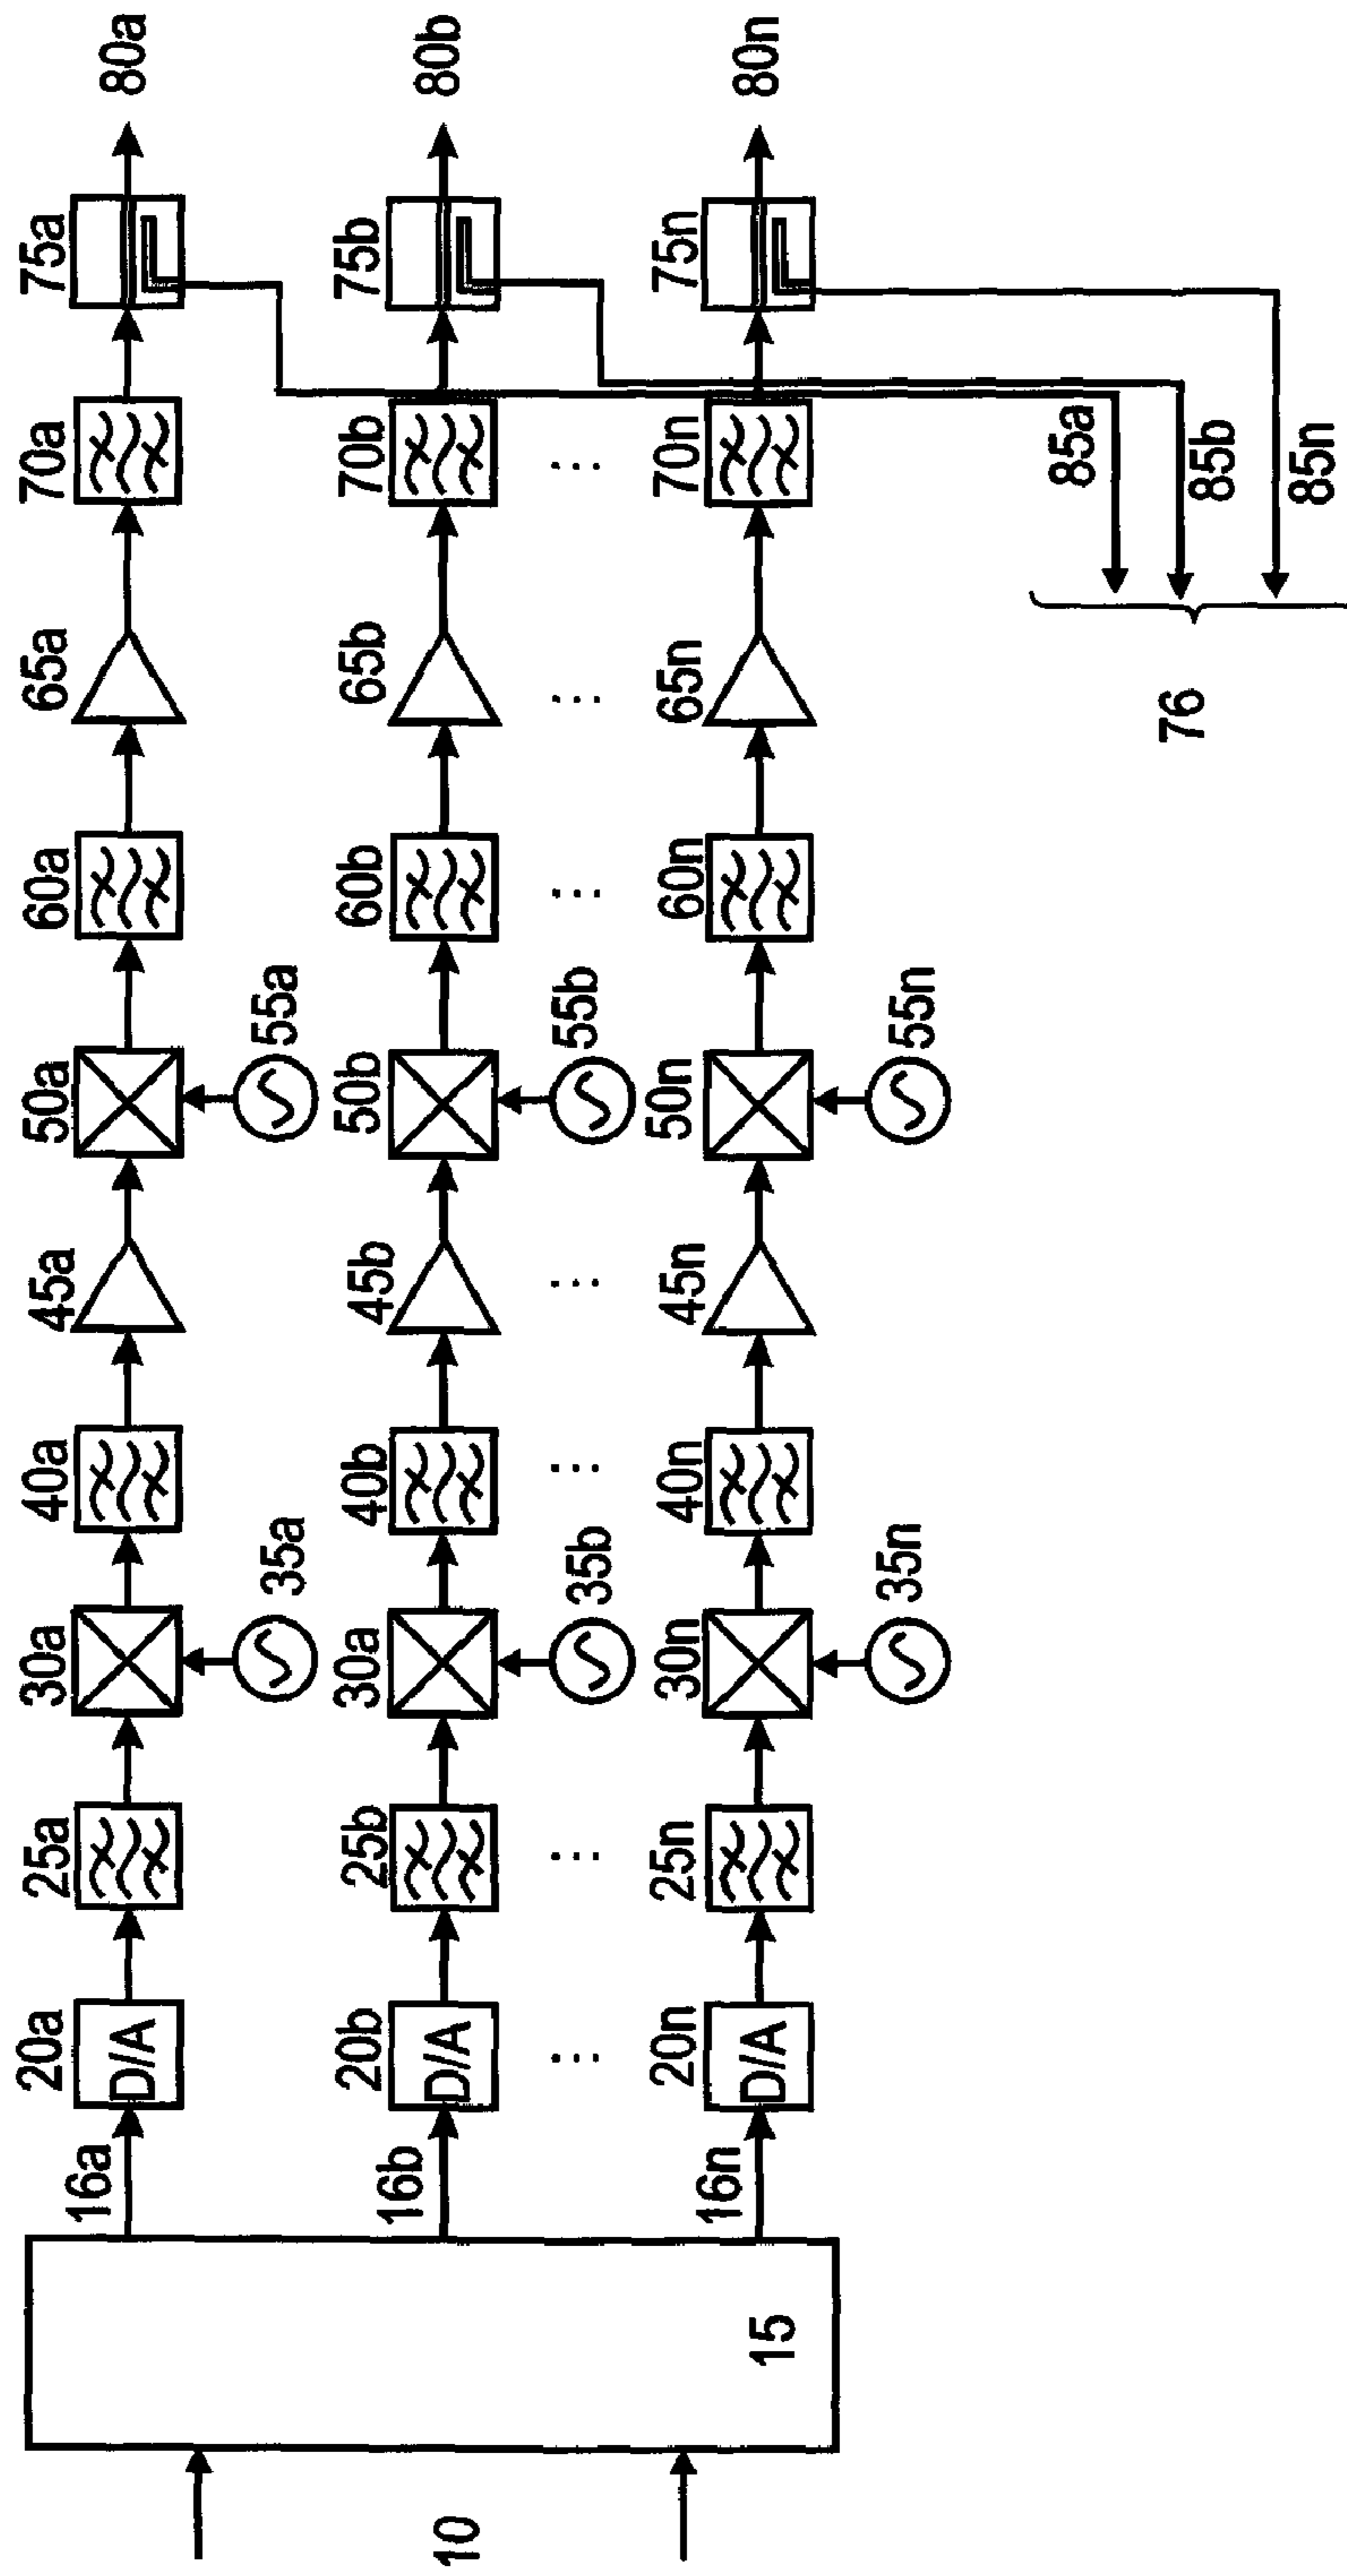 10
15
16a
20a
D/A
25a
30a
35a
40a
45a
50a
55a
60a
65a
70a
75a
80a
16b
20b
D/A
25b
30a
35b
40b
45b
50b
55b
60b
65b
70b
75b
80b
...
...
...
...
...
...
16n
20n
D/A
25n
30n
35n
40n
45n
50n
55n
60n
65n
70n
75n
80n
85a
85b
85n
76